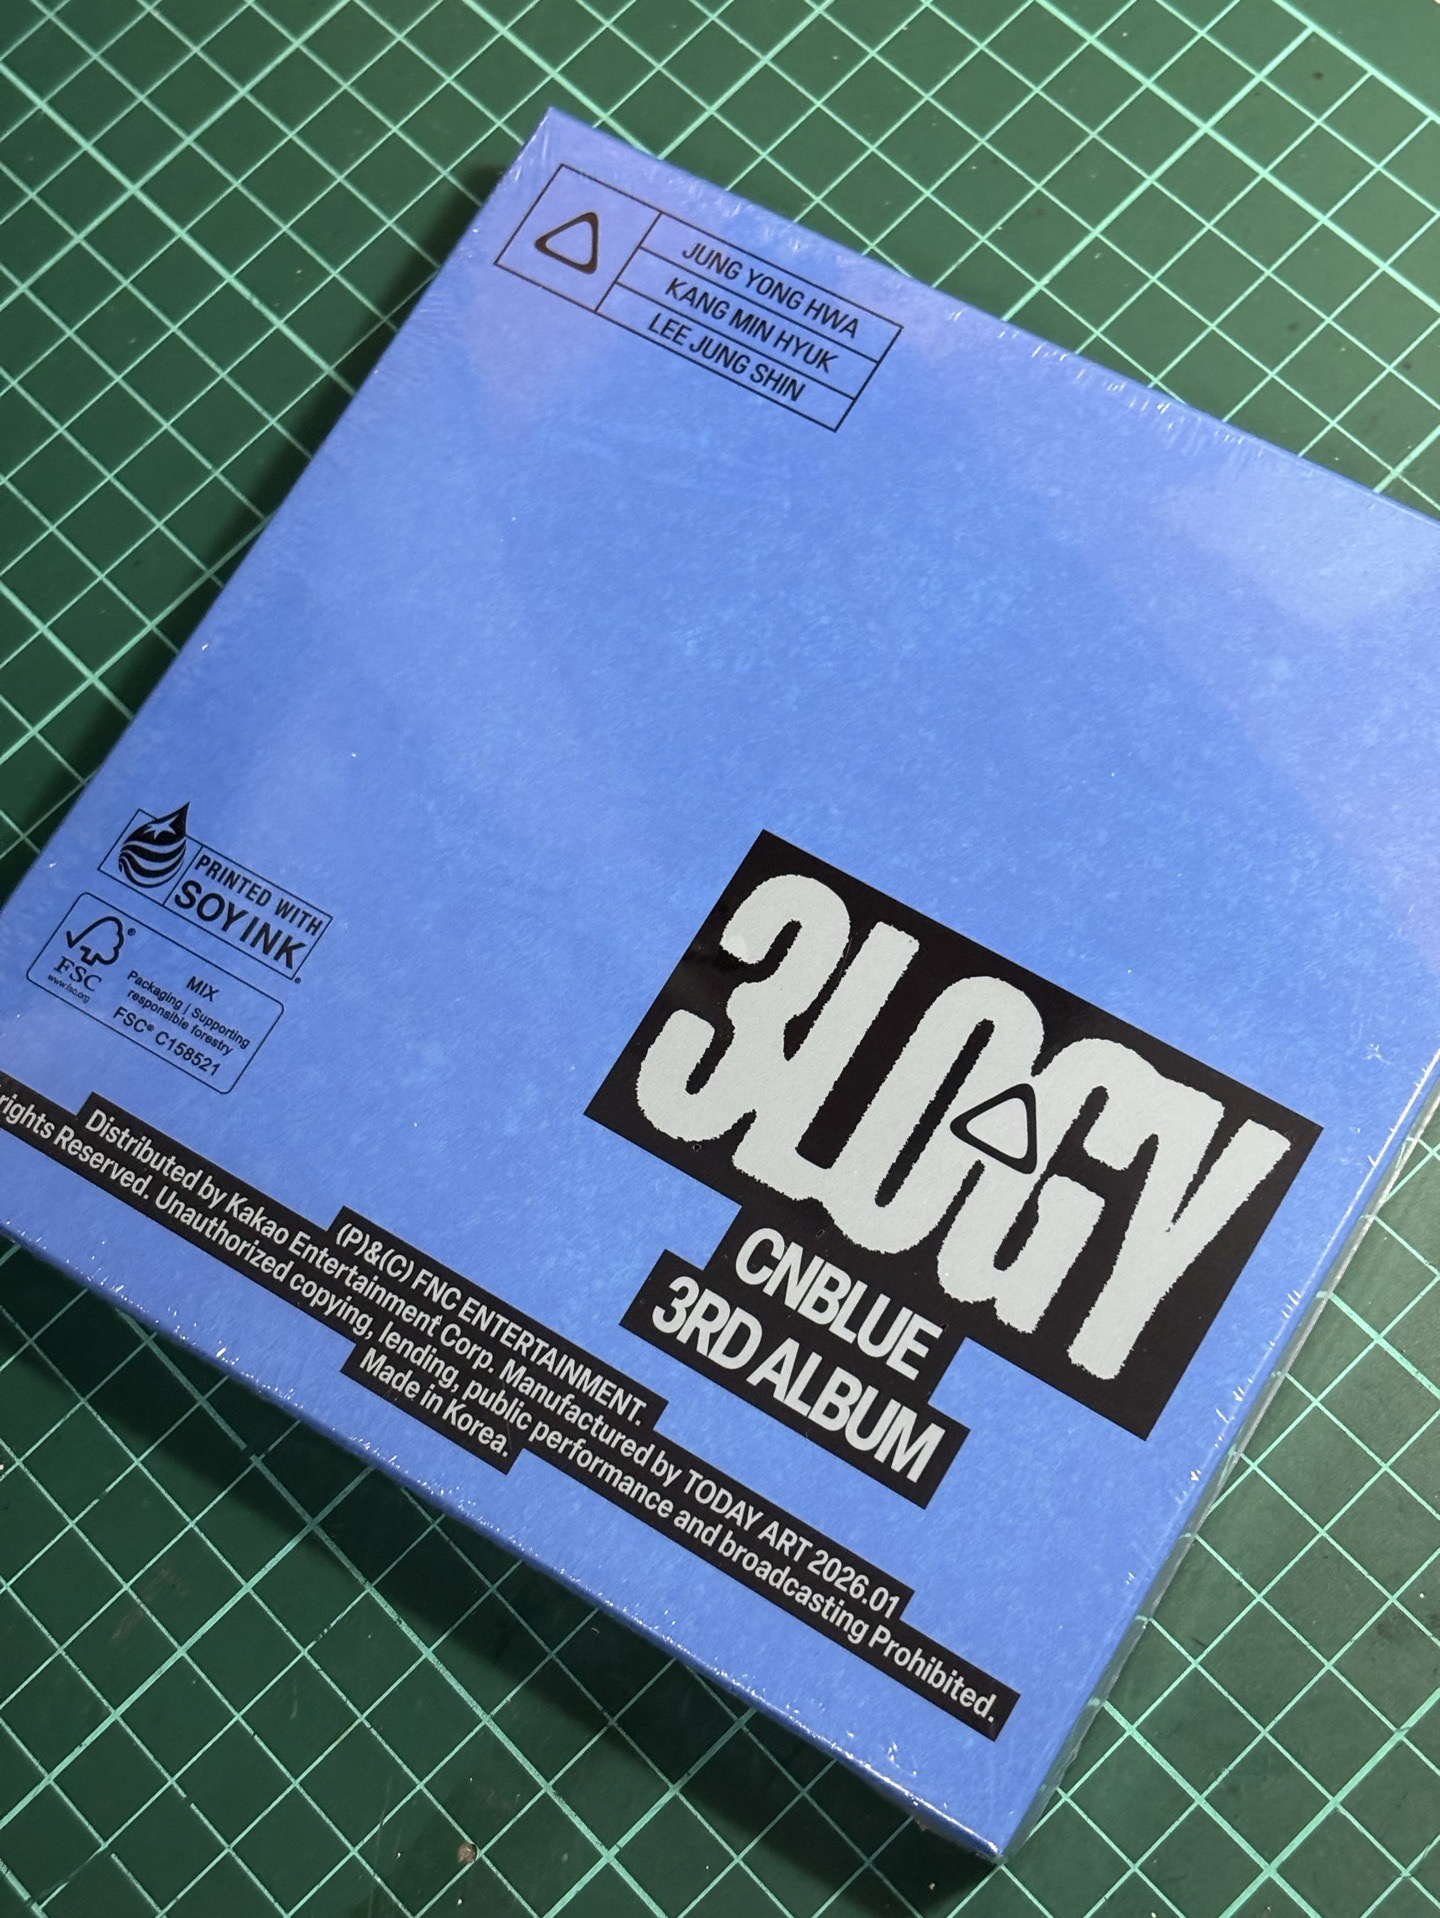 JUNG YONG HWA
KANG MIN HYUK
LEE JUNG SHIN
PRINTED WITH
SOY INK
FSC®
www.fsc.org
MIX
Packaging | Supporting
responsible forestry
FSC® C158521
3LOGY
CNBLUE
3RD ALBUM
(P)&(C) FNC ENTERTAINMENT.
Distributed by Kakao Entertainment Corp. Manufactured by TODAY ART 2026.01
rights Reserved. Unauthorized copying, lending, public performance and broadcasting Prohibited.
Made in Korea.